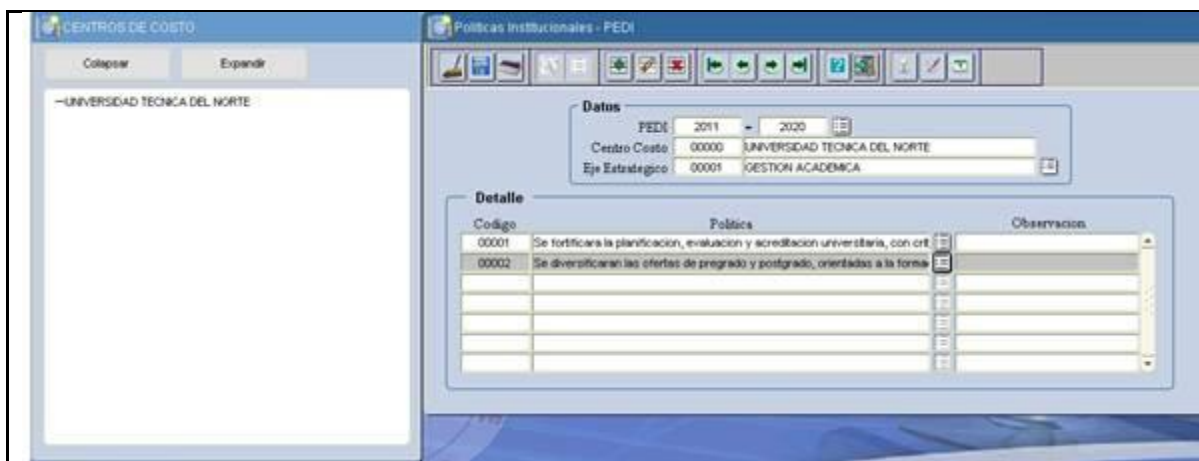 CENTROS DE COSTO
Colapsar Expandir
UNIVERSIDAD TECNICA DEL NORTE
Politicas Institucionales - PEDI
Datos
PEDI 2011 - 2020
Centro Costo 00000 UNIVERSIDAD TECNICA DEL NORTE
Eje Estrategico 00001 GESTION ACADEMICA
Detalle
Codigo Politica Observacion
00001 Se fortificara la planificacion, evaluacion y acreditacion universitaria, con crit
00002 Se diversificaran las ofertas de pregrado y postgrado, orientadas a la forma